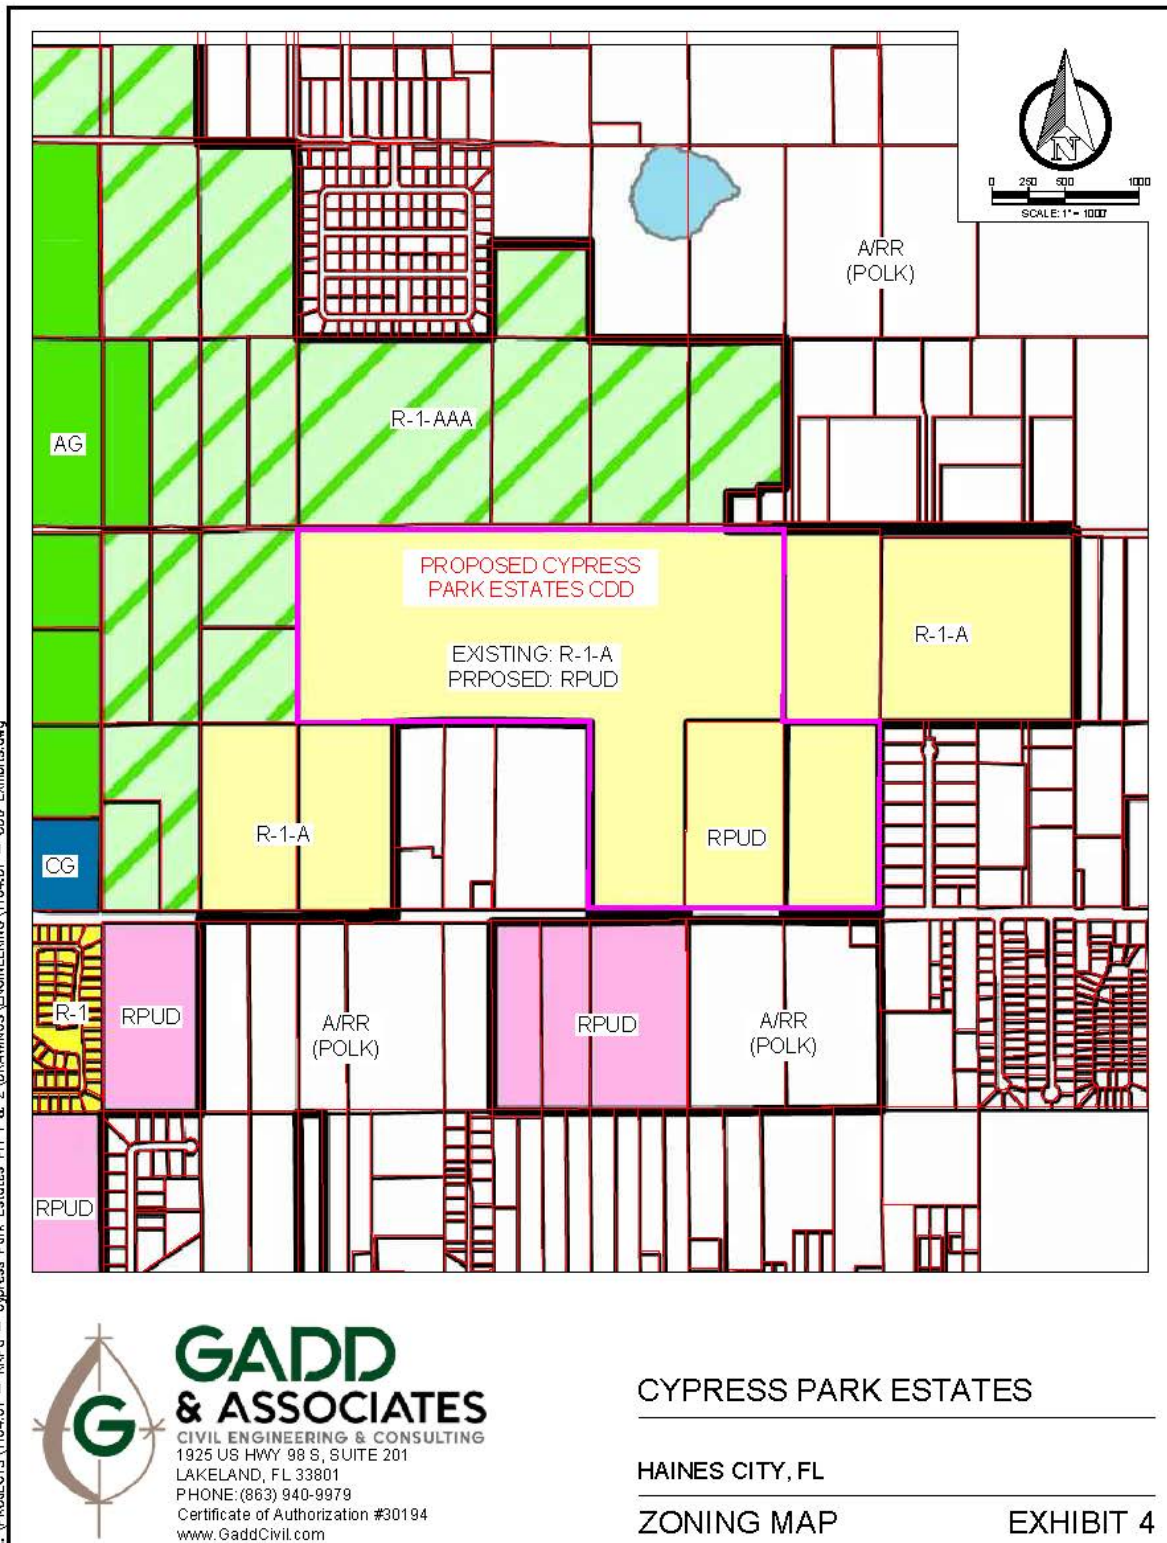 N
0 250 500 1000
SCALE: 1" = 1000'
A/RR
(POLK)
R-1-AAA
AG
PROPOSED CYPRESS
PARK ESTATES CDD
EXISTING: R-1-A
PRPOSED: RPUD
R-1-A
R-1-A
RPUD
CG
R-1
RPUD
A/RR
(POLK)
RPUD
A/RR
(POLK)
RPUD
G
GADD
& ASSOCIATES
CIVIL ENGINEERING & CONSULTING
1925 US HWY 98 S, SUITE 201
LAKELAND, FL 33801
PHONE: (863) 940-9979
Certificate of Authorization #30194
www.GaddCivil.com
CYPRESS PARK ESTATES
HAINES CITY, FL
ZONING MAP EXHIBIT 4